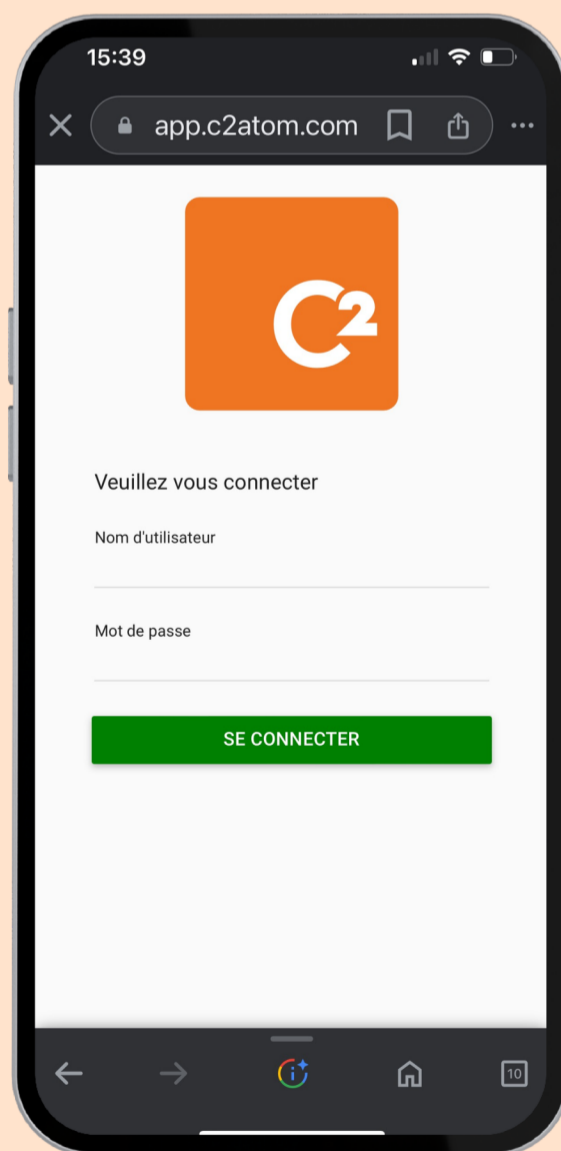 15:39
app.c2atom.com
C2
Veuillez vous connecter
Nom d'utilisateur
Mot de passe
SE CONNECTER
10